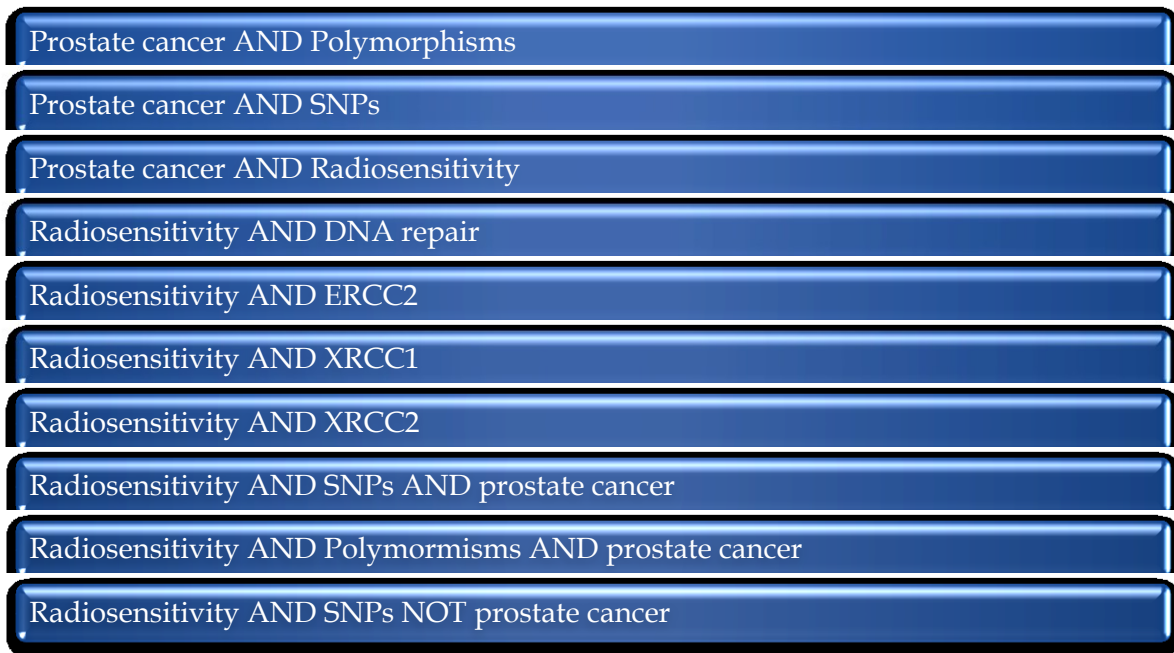 Prostate cancer AND Polymorphisms
Prostate cancer AND SNPs
Prostate cancer AND Radiosensitivity
Radiosensitivity AND DNA repair
Radiosensitivity AND ERCC2
Radiosensitivity AND XRCC1
Radiosensitivity AND XRCC2
Radiosensitivity AND SNPs AND prostate cancer
Radiosensitivity AND Polymormisms AND prostate cancer
Radiosensitivity AND SNPs NOT prostate cancer